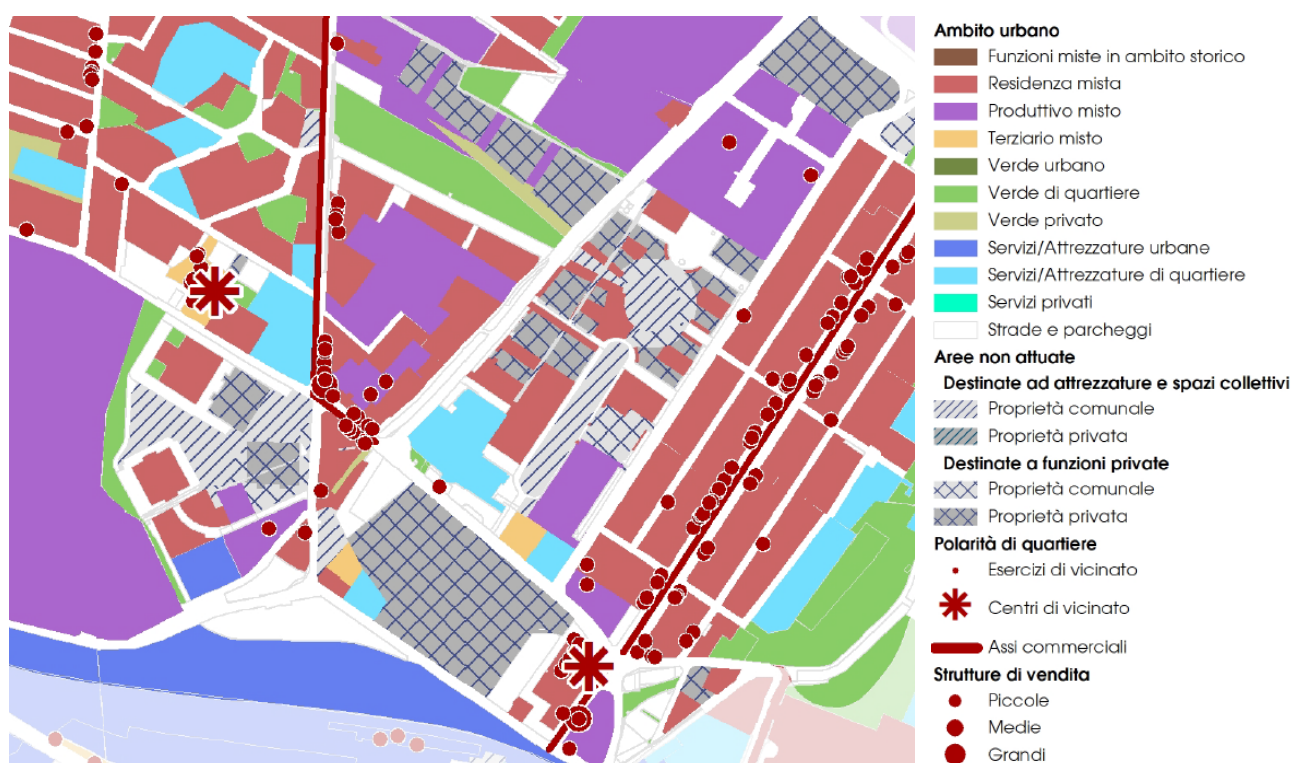 Ambito urbano
Funzioni miste in ambito storico
Residenza mista
Produttivo misto
Terziario misto
Verde urbano
Verde di quartiere
Verde privato
Servizi/Attrezzature urbane
Servizi/Attrezzature di quartiere
Servizi privati
Strade e parcheggi
Aree non attuate
Destinate ad attrezzature e spazi collettivi
Proprietà comunale
Proprietà privata
Destinate a funzioni private
Proprietà comunale
Proprietà privata
Polarità di quartiere
Esercizi di vicinato
Centri di vicinato
Assi commerciali
Strutture di vendita
Piccole
Medie
Grandi